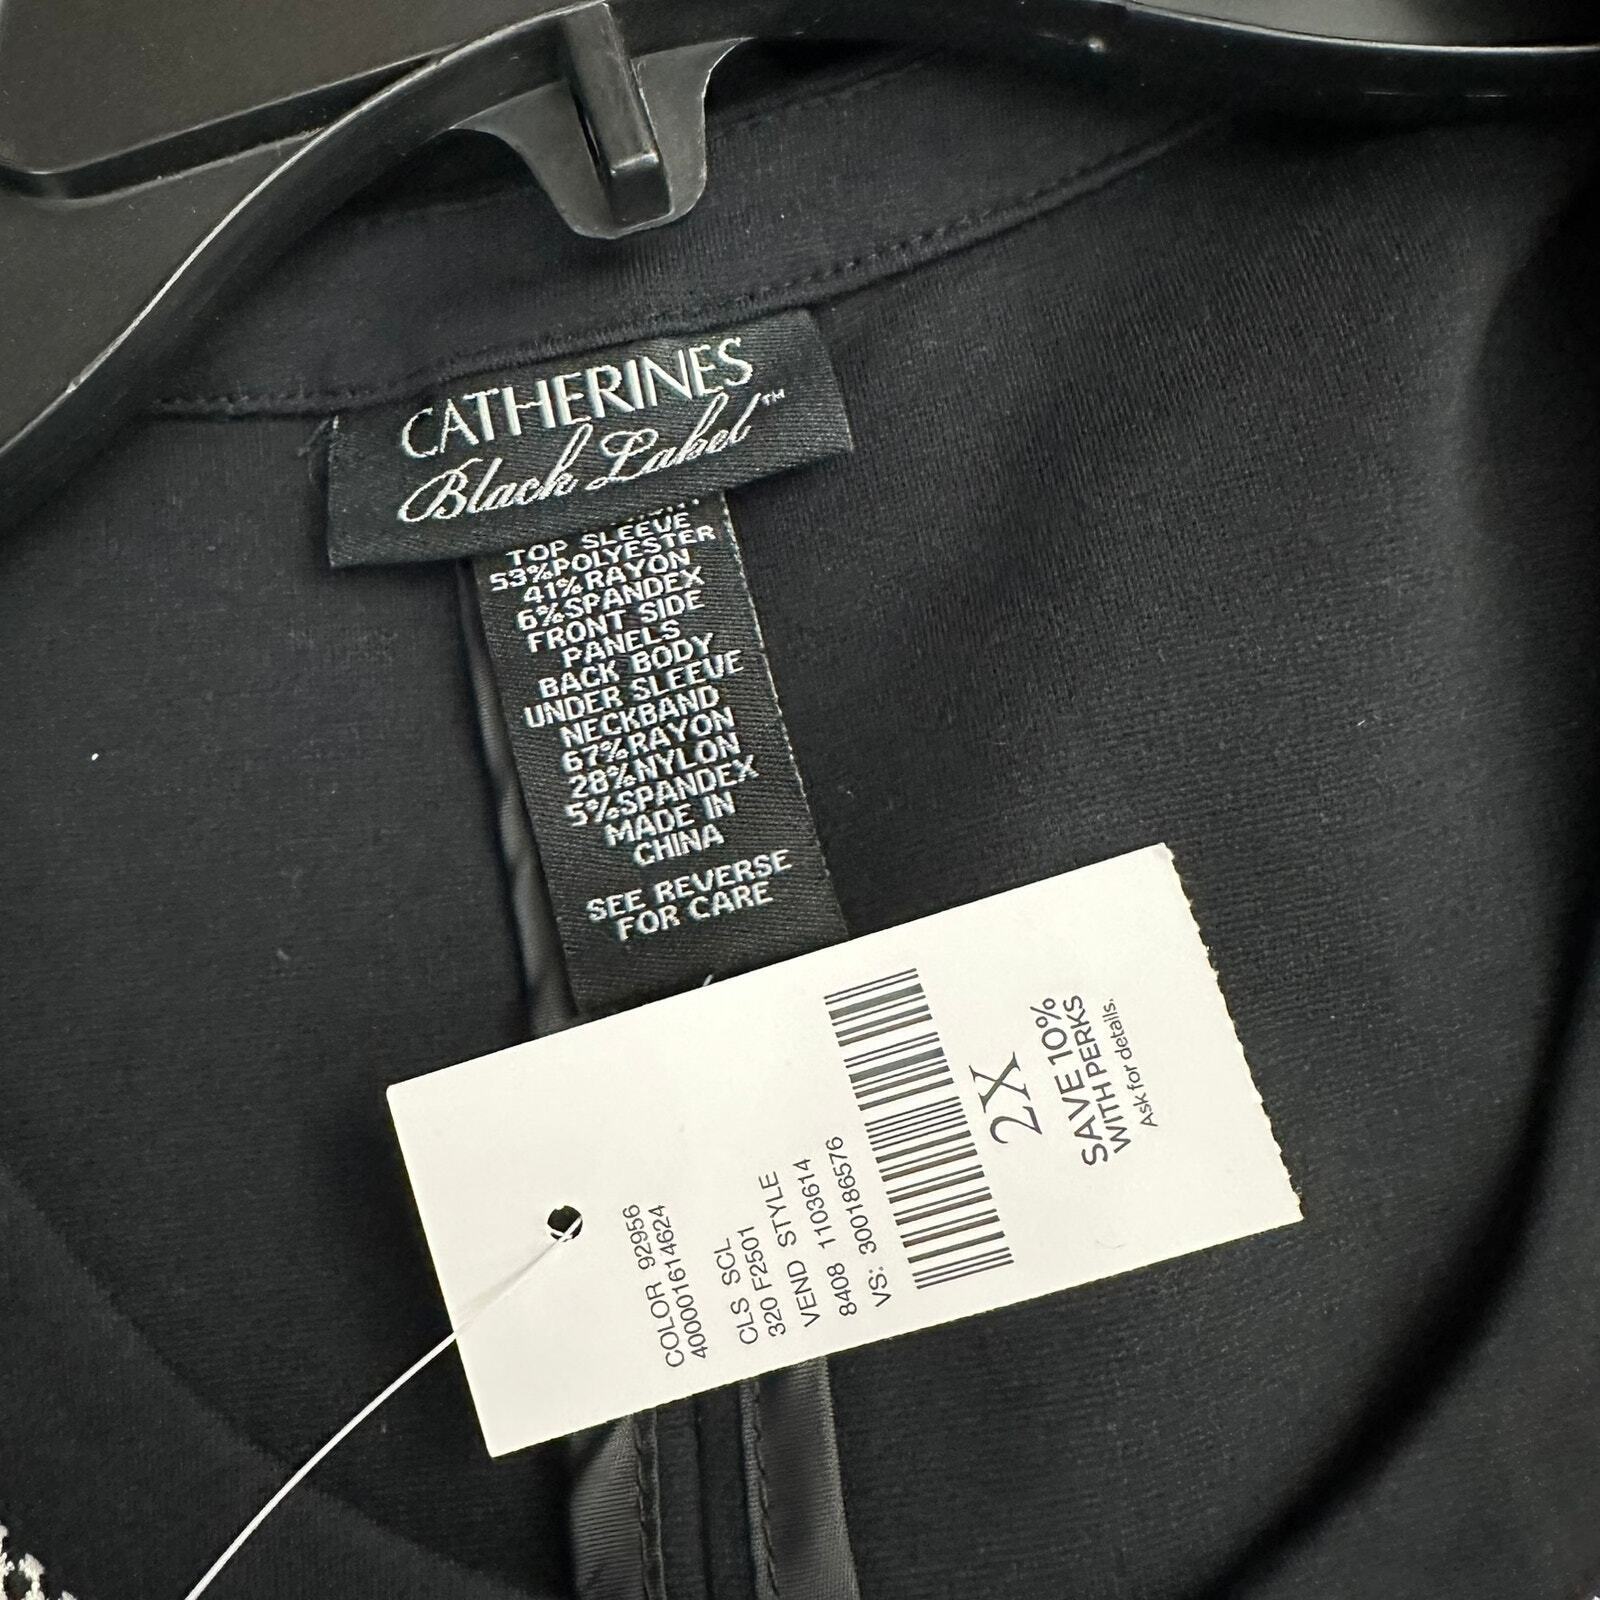 CATHERINES
Black Label™
TOP SLEEVE
53%POLYESTER
41%RAYON
6%SPANDEX
FRONT SIDE
PANELS
BACK BODY
UNDER SLEEVE
NECKBAND
67%RAYON
28%NYLON
5%SPANDEX
MADE IN
CHINA
SEE REVERSE
FOR CARE
COLOR 92956
400001614624
CLS SCL
320 F2501
VEND STYLE
8408 1103614
VS: 300186576
2X
SAVE 10%
WITH PERKS
Ask for details.